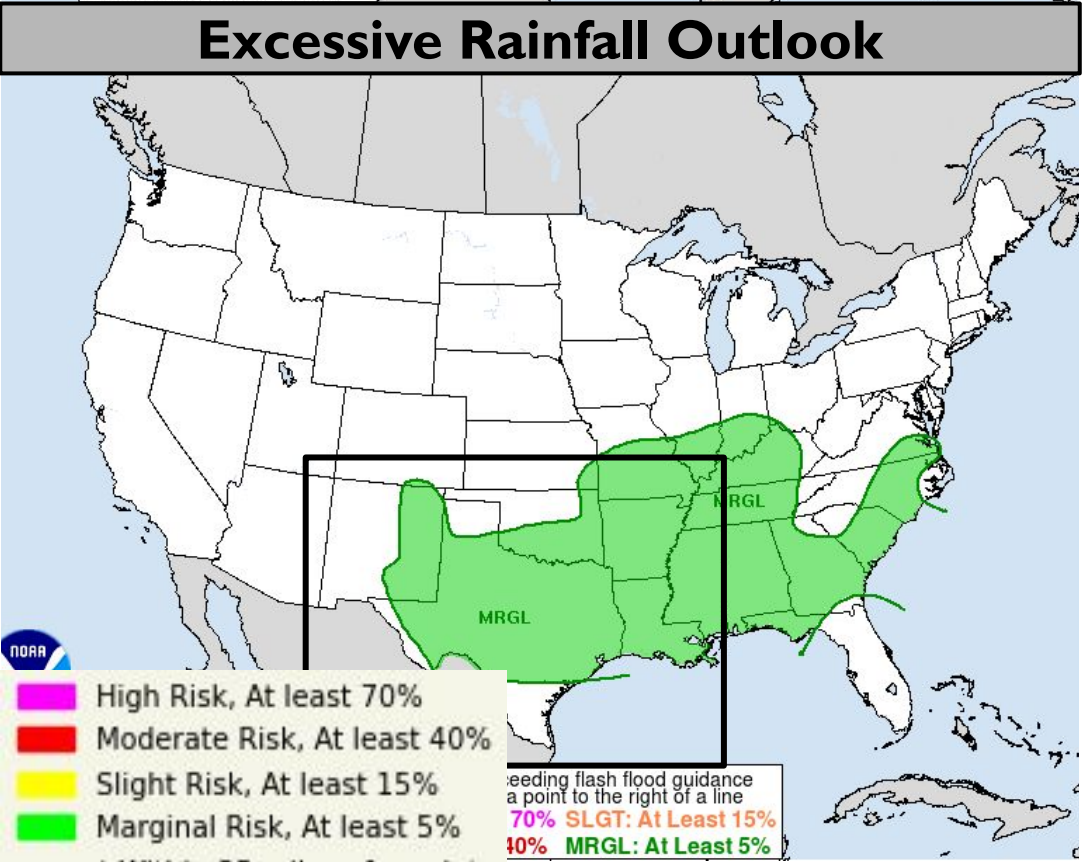 Excessive Rainfall Outlook
MRGL
MRGL
NOAA
High Risk, At least 70%
Moderate Risk, At least 40%
Slight Risk, At least 15%
Marginal Risk, At least 5%
ceeding flash flood guidance
a point to the right of a line
70% SLGT: At Least 15%
40% MRGL: At Least 5%